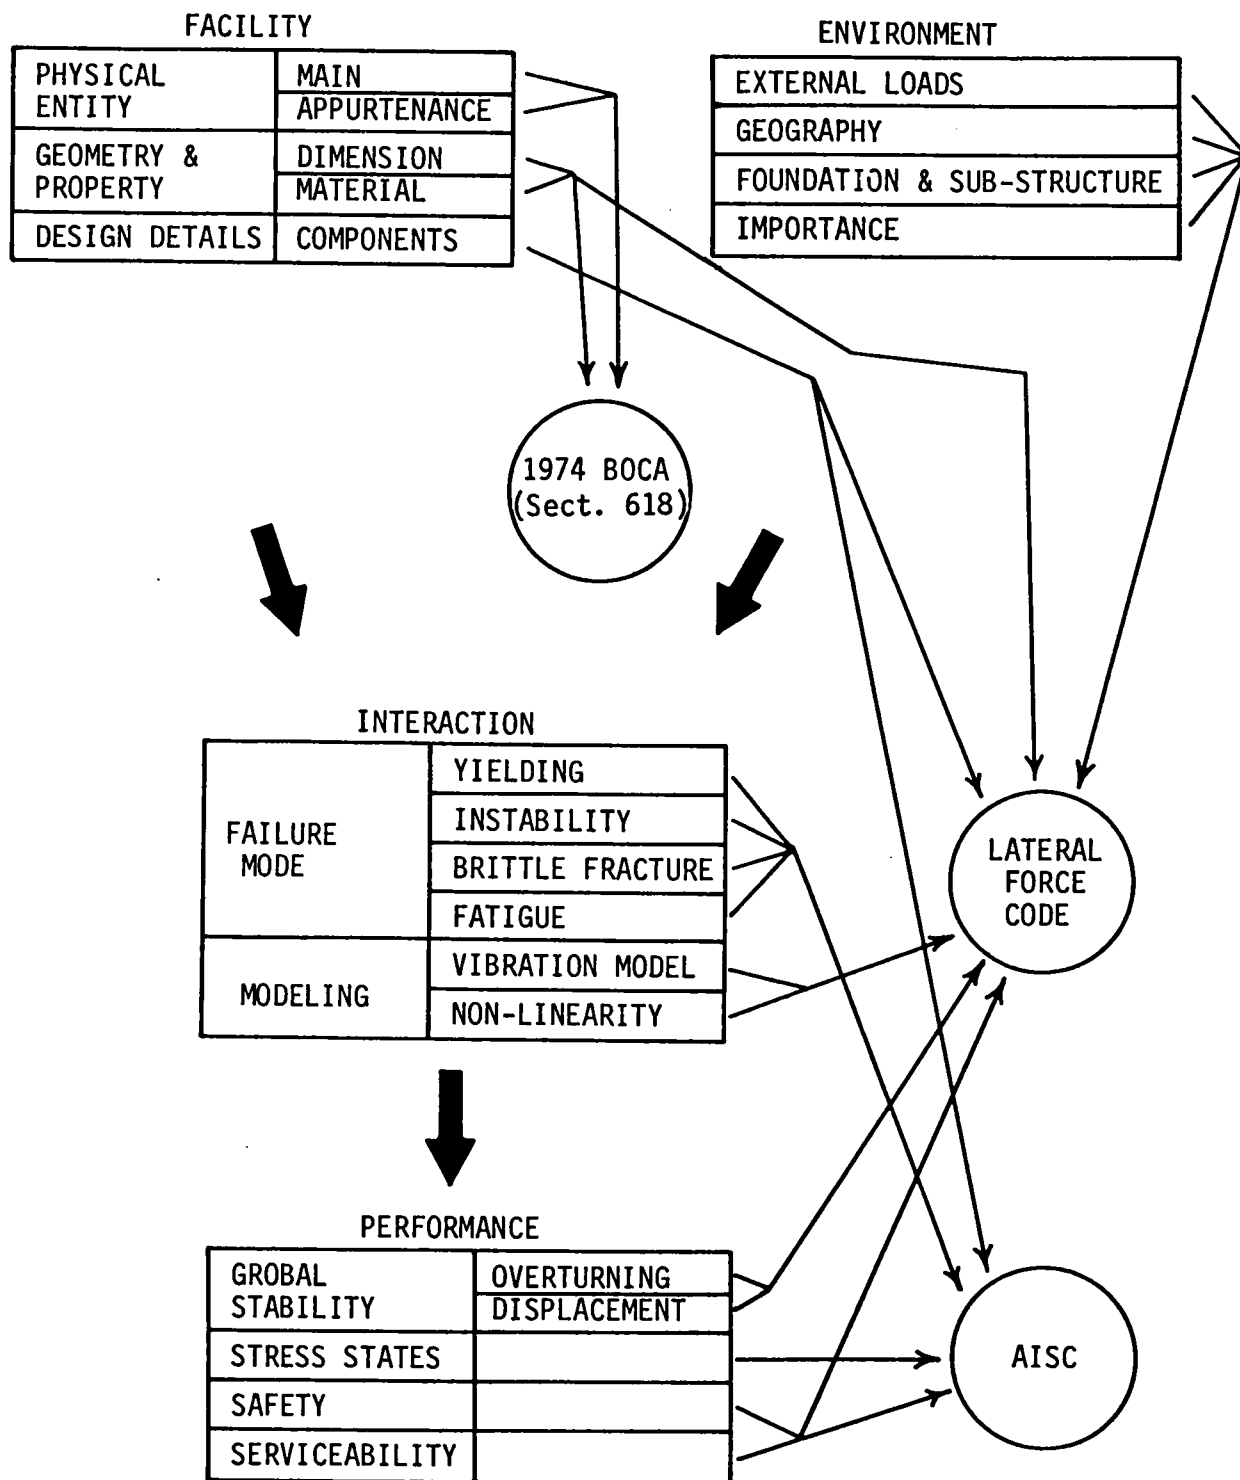 FACILITY
PHYSICAL
ENTITY
MAIN
APPURTENANCE
GEOMETRY &
PROPERTY
DIMENSION
MATERIAL
DESIGN DETAILS
COMPONENTS
ENVIRONMENT
EXTERNAL LOADS
GEOGRAPHY
FOUNDATION & SUB-STRUCTURE
IMPORTANCE
1974 BOCA
(Sect. 618)
INTERACTION
FAILURE
MODE
YIELDING
INSTABILITY
BRITTLE FRACTURE
FATIGUE
MODELING
VIBRATION MODEL
NON-LINEARITY
LATERAL
FORCE
CODE
PERFORMANCE
GROBAL
STABILITY
OVERTURNING
DISPLACEMENT
STRESS STATES
SAFETY
SERVICEABILITY
AISC